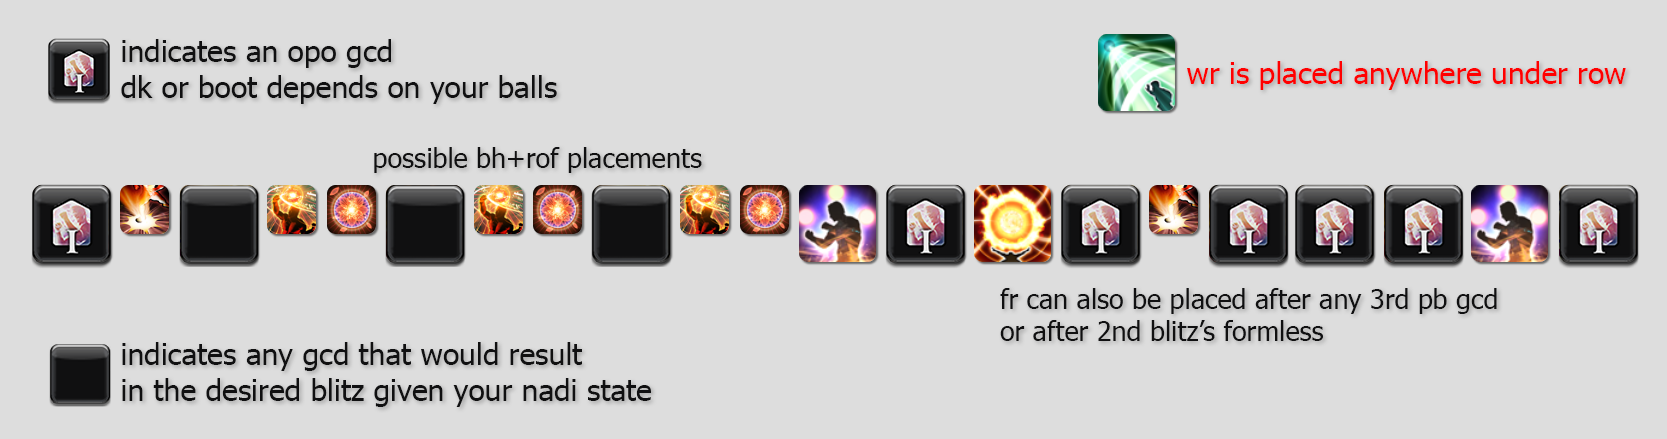 indicates an opo gcd
dk or boot depends on your balls
wr is placed anywhere under row
possible bh+rof placements
I
I
I
I
I
I
I
fr can also be placed after any 3rd pb gcd
or after 2nd blitz's formless
I
indicates any gcd that would result
in the desired blitz given your nadi state